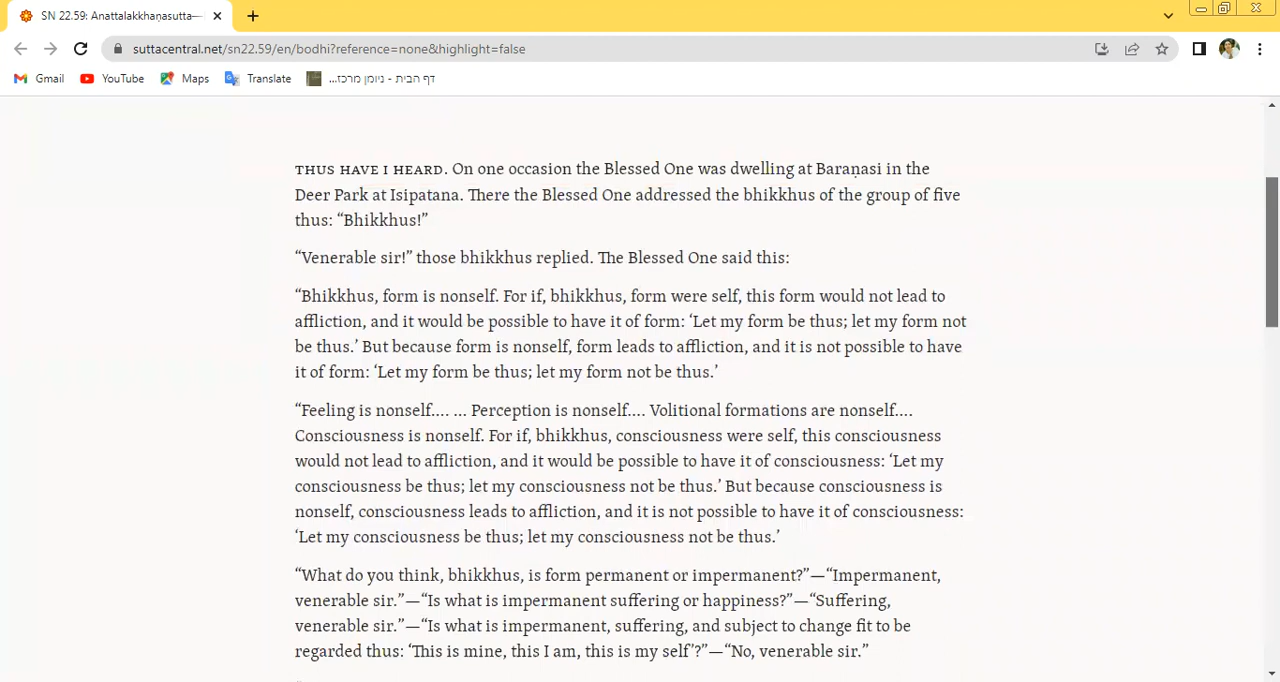 SN 22.59: Anattalakkhaṇasutta—
suttacentral.net/sn22.59/en/bodhi?reference=none&highlight=false
Gmail YouTube Maps Translate דף הבית - ניומן מרכז...
THUS HAVE I HEARD. On one occasion the Blessed One was dwelling at Baraṇasi in the
Deer Park at Isipatana. There the Blessed One addressed the bhikkhus of the group of five
thus: “Bhikkhus!”
“Venerable sir!” those bhikkhus replied. The Blessed One said this:
“Bhikkhus, form is nonself. For if, bhikkhus, form were self, this form would not lead to
affliction, and it would be possible to have it of form: ‘Let my form be thus; let my form not
be thus.’ But because form is nonself, form leads to affliction, and it is not possible to have
it of form: ‘Let my form be thus; let my form not be thus.’
“Feeling is nonself.… … Perception is nonself.… Volitional formations are nonself.…
Consciousness is nonself. For if, bhikkhus, consciousness were self, this consciousness
would not lead to affliction, and it would be possible to have it of consciousness: ‘Let my
consciousness be thus; let my consciousness not be thus.’ But because consciousness is
nonself, consciousness leads to affliction, and it is not possible to have it of consciousness:
‘Let my consciousness be thus; let my consciousness not be thus.’
“What do you think, bhikkhus, is form permanent or impermanent?”—“Impermanent,
venerable sir.”—“Is what is impermanent suffering or happiness?”—“Suffering,
venerable sir.”—“Is what is impermanent, suffering, and subject to change fit to be
regarded thus: ‘This is mine, this I am, this is my self’?”—“No, venerable sir.”